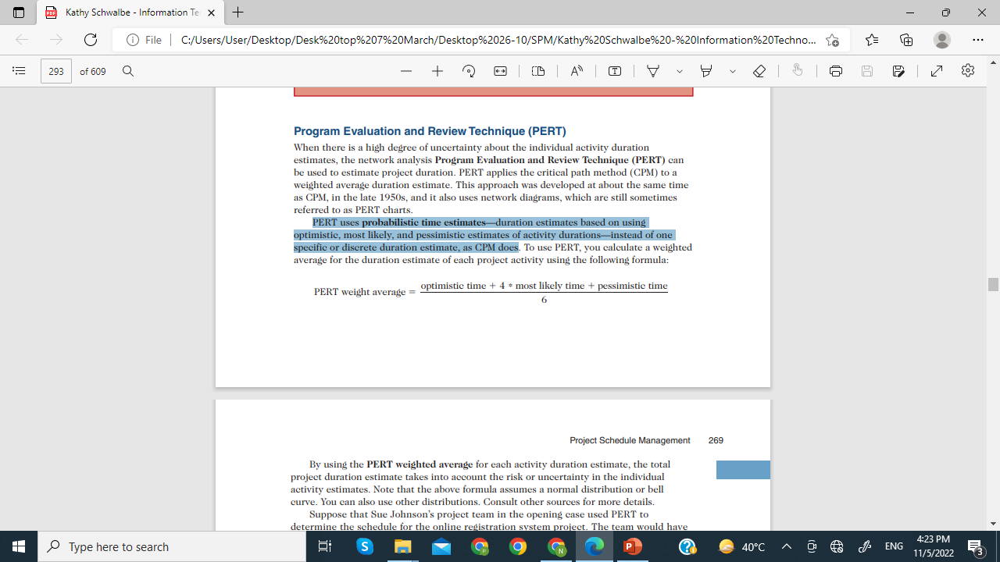 Kathy Schwalbe - Information Te
File
C:/Users/User/Desktop/Desk%20top%207%20March/Desktop%2026-10/SPM/Kathy%20Schwalbe%20-%20Information%20Techno...
293 of 609
Program Evaluation and Review Technique (PERT)
When there is a high degree of uncertainty about the individual activity duration
estimates, the network analysis Program Evaluation and Review Technique (PERT) can
be used to estimate project duration. PERT applies the critical path method (CPM) to a
weighted average duration estimate. This approach was developed at about the same time
as CPM, in the late 1950s, and it also uses network diagrams, which are still sometimes
referred to as PERT charts.
PERT uses probabilistic time estimates—duration estimates based on using
optimistic, most likely, and pessimistic estimates of activity durations—instead of one
specific or discrete duration estimate, as CPM does. To use PERT, you calculate a weighted
average for the duration estimate of each project activity using the following formula:
optimistic time + 4 * most likely time + pessimistic time
PERT weight average =
6
Project Schedule Management 269
By using the PERT weighted average for each activity duration estimate, the total
project duration estimate takes into account the risk or uncertainty in the individual
activity estimates. Note that the above formula assumes a normal distribution or bell
curve. You can also use other distributions. Consult other sources for more details.
Suppose that Sue Johnson's project team in the opening case used PERT to
determine the schedule for the online registration system project. The team would have
Type here to search
40°C
ENG
4:23 PM
11/5/2022
3